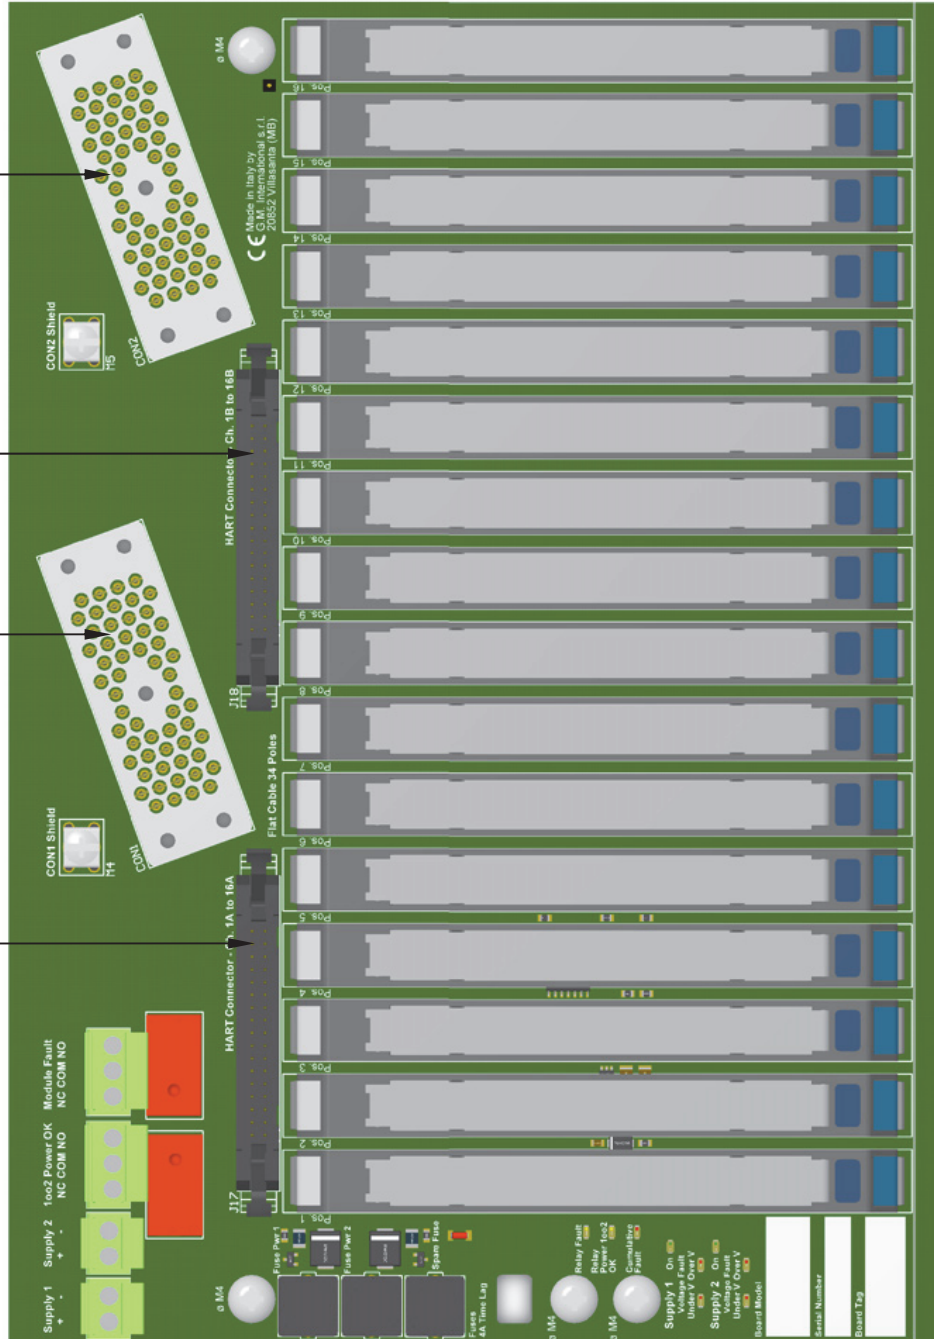 ø M4
Pos. 16
Made in Italy by
G.M. International s.r.l.
20852 Villasanta (MB)
CE
Pos. 15
Pos. 14
Pos. 13
CON2 Shield
M5
CON2
Pos. 12
HART Connector - Ch. 1B to 16B
Pos. 11
Pos. 10
Pos. 9
Pos. 8
J18
Pos. 7
Flat Cable 34 Poles
CON1 Shield
M4
CON1
Pos. 6
Pos. 5
HART Connector - Ch. 1A to 16A
Pos. 4
Pos. 3
Pos. 2
J17
Pos. 1
Module Fault
NC COM NO
1oo2 Power OK
NC COM NO
Supply 2
+ -
Supply 1
+ -
ø M4
Fuse Pwr 1
Fuse Pwr 2
Spare Fuse
Fuses
4A Time Lag
ø M4
ø M4
Relay Fault
Relay
Power 1oo2
OK
Cumulative
Fault
Supply 1 On
Voltage Fault
Under V Over V
Supply 2 On
Voltage Fault
Under V Over V
Board Model
Serial Number
Board Tag